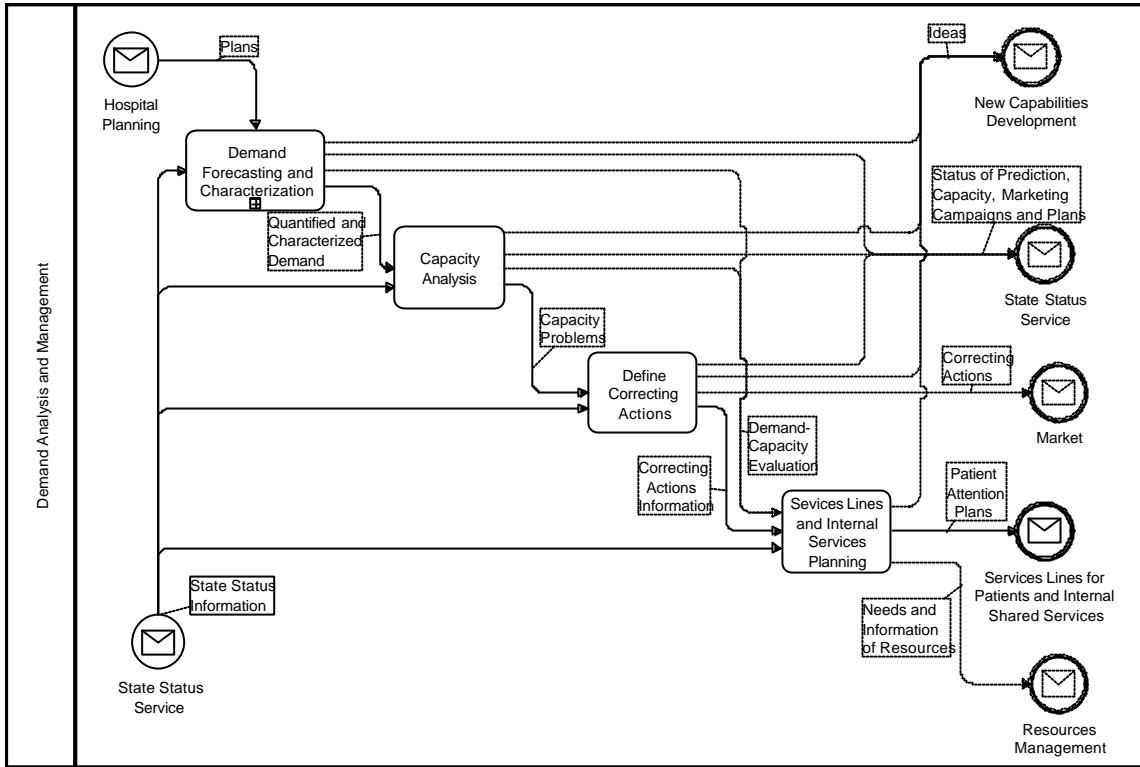 Demand Analysis and Management
Plans
Hospital
Planning
Demand
Forecasting and
Characterization
Quantified and
Characterized
Demand
Capacity
Analysis
Capacity
Problems
Define
Correcting
Actions
Correcting
Actions
Information
Demand-
Capacity
Evaluation
Sevices Lines
and Internal
Services
Planning
State Status
Information
State Status
Service
Ideas
New Capabilities
Development
Status of Prediction,
Capacity, Marketing
Campaigns and Plans
State Status
Service
Correcting
Actions
Market
Patient
Attention
Plans
Services Lines for
Patients and Internal
Shared Services
Needs and
Information
of Resources
Resources
Management